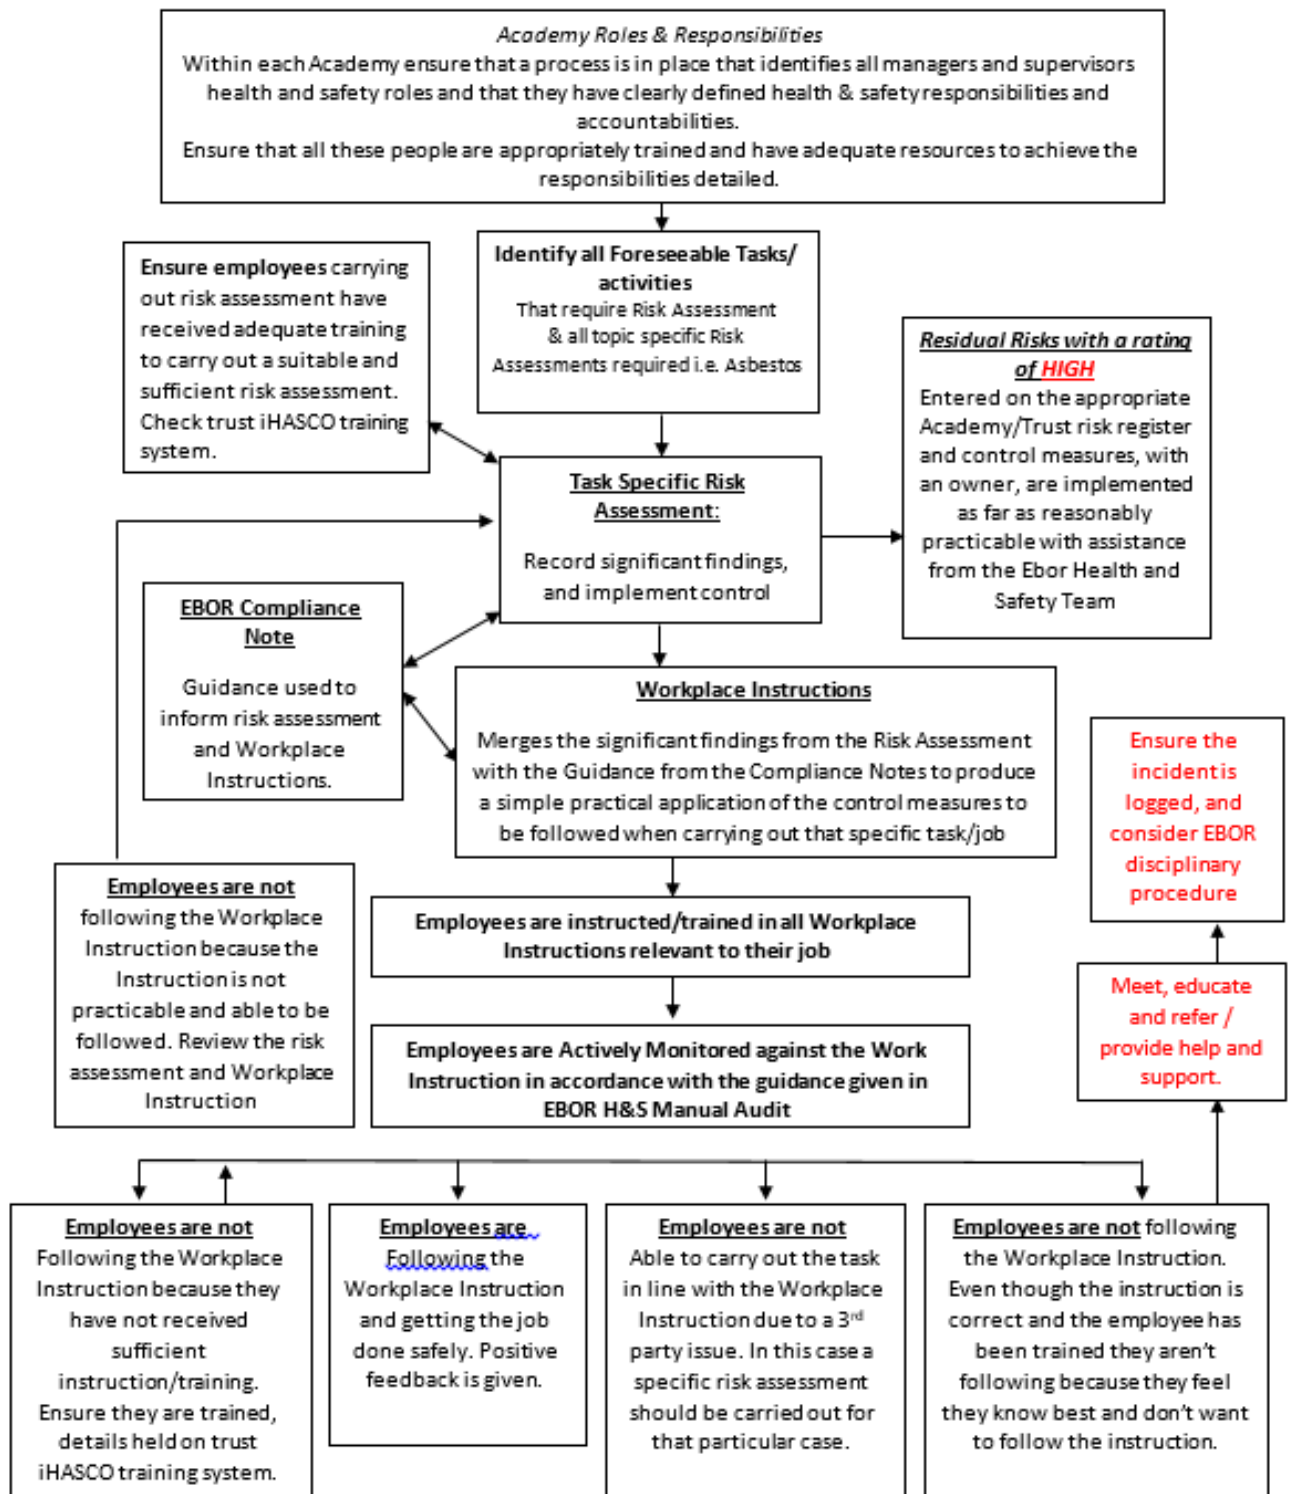 Academy Roles & Responsibilities
Within each Academy ensure that a process is in place that identifies all managers and supervisors
health and safety roles and that they have clearly defined health & safety responsibilities and
accountabilities.
Ensure that all these people are appropriately trained and have adequate resources to achieve the
responsibilities detailed.
Identify all Foreseeable Tasks/
activities
That require Risk Assessment
& all topic specific Risk
Assessments required i.e. Asbestos
Ensure employees carrying
out risk assessment have
received adequate training
to carry out a suitable and
sufficient risk assessment.
Check trust iHASCO training
system.
Residual Risks with a rating
of HIGH
Entered on the appropriate
Academy/Trust risk register
and control measures, with
an owner, are implemented
as far as reasonably
practicable with assistance
from the Ebor Health and
Safety Team
Task Specific Risk
Assessment:
Record significant findings,
and implement control
EBOR Compliance
Note
Guidance used to
inform risk assessment
and Workplace
Instructions.
Workplace Instructions
Merges the significant findings from the Risk Assessment
with the Guidance from the Compliance Notes to produce
a simple practical application of the control measures to
be followed when carrying out that specific task/job
Ensure the
incident is
logged, and
consider EBOR
disciplinary
procedure
Employees are not
following the Workplace
Instruction because the
Instruction is not
practicable and able to be
followed. Review the risk
assessment and Workplace
Instruction
Employees are instructed/trained in all Workplace
Instructions relevant to their job
Meet, educate
and refer /
provide help and
support.
Employees are Actively Monitored against the Work
Instruction in accordance with the guidance given in
EBOR H&S Manual Audit
Employees are not
Following the Workplace
Instruction because they
have not received
sufficient
instruction/training.
Ensure they are trained,
details held on trust
iHASCO training system.
Employees are
Following the
Workplace Instruction
and getting the job
done safely. Positive
feedback is given.
Employees are not
Able to carry out the task
in line with the Workplace
Instruction due to a 3rd
party issue. In this case a
specific risk assessment
should be carried out for
that particular case.
Employees are not following
the Workplace Instruction.
Even though the instruction is
correct and the employee has
been trained they aren't
following because they feel
they know best and don't want
to follow the instruction.